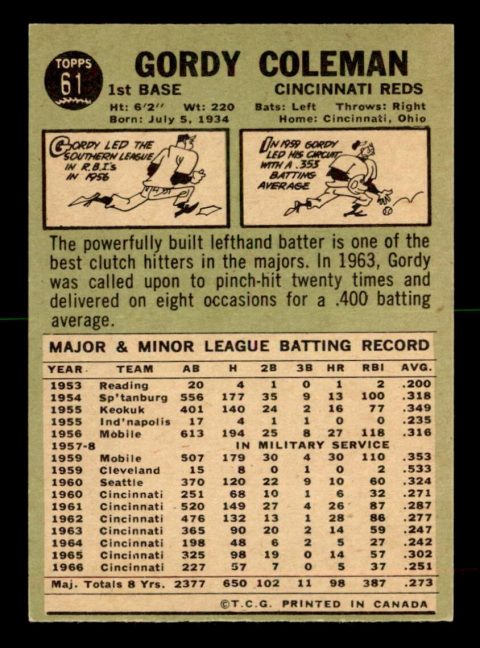 TOPPS
61
GORDY COLEMAN
1st BASE CINCINNATI REDS
Ht: 6'2" Wt: 220 Bats: Left Throws: Right
Born: July 5, 1934 Home: Cincinnati, Ohio
GORDY LED THE
SOUTHERN LEAGUE
IN R.B.I.'s
IN 1956
IN 1959 GORDY
LED HIS CIRCUIT
WITH A .353
BATTING
AVERAGE
The powerfully built lefthand batter is one of the
best clutch hitters in the majors. In 1963, Gordy
was called upon to pinch-hit twenty times and
delivered on eight occasions for a .400 batting
average.
MAJOR & MINOR LEAGUE BATTING RECORD
YEAR TEAM AB H 2B 3B HR RBI AVG.
1953 Reading 20 4 1 0 1 2 .200
1954 Sp'tanburg 556 177 35 9 13 100 .318
1955 Keokuk 401 140 24 2 16 77 .349
1955 Ind'napolis 17 4 1 1 0 0 .235
1956 Mobile 613 194 25 8 27 118 .316
1957-8 IN MILITARY SERVICE
1959 Mobile 507 179 30 4 30 110 .353
1959 Cleveland 15 8 0 1 0 2 .533
1960 Seattle 370 120 22 9 10 60 .324
1960 Cincinnati 251 68 10 1 6 32 .271
1961 Cincinnati 520 149 27 4 26 87 .287
1962 Cincinnati 476 132 13 1 28 86 .277
1963 Cincinnati 365 90 20 2 14 59 .247
1964 Cincinnati 198 48 6 2 5 27 .242
1965 Cincinnati 325 98 19 0 14 57 .302
1966 Cincinnati 227 57 7 0 5 37 .251
Maj. Totals 8 Yrs. 2377 650 102 11 98 387 .273
©T.C.G. PRINTED IN CANADA